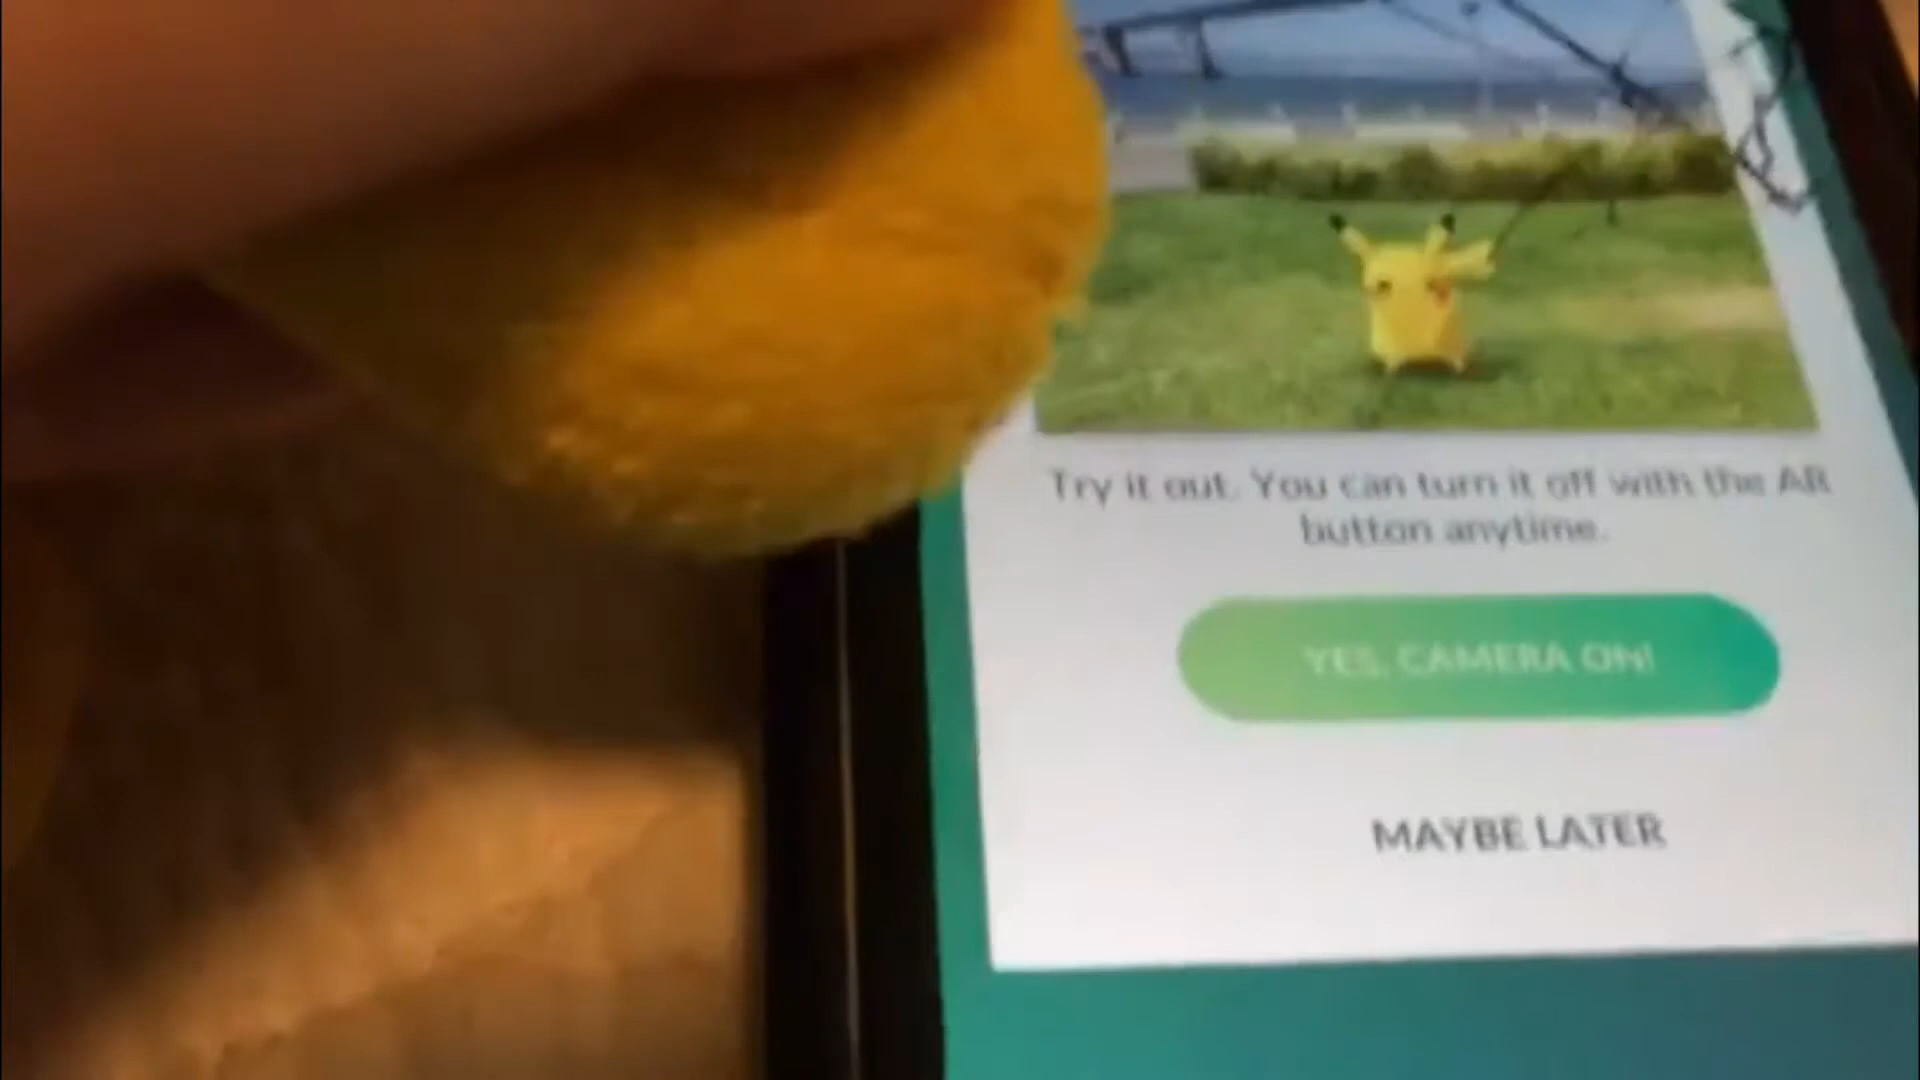 Try it out. You can turn it off with the AR
button anytime.
YES, CAMERA ON!
MAYBE LATER